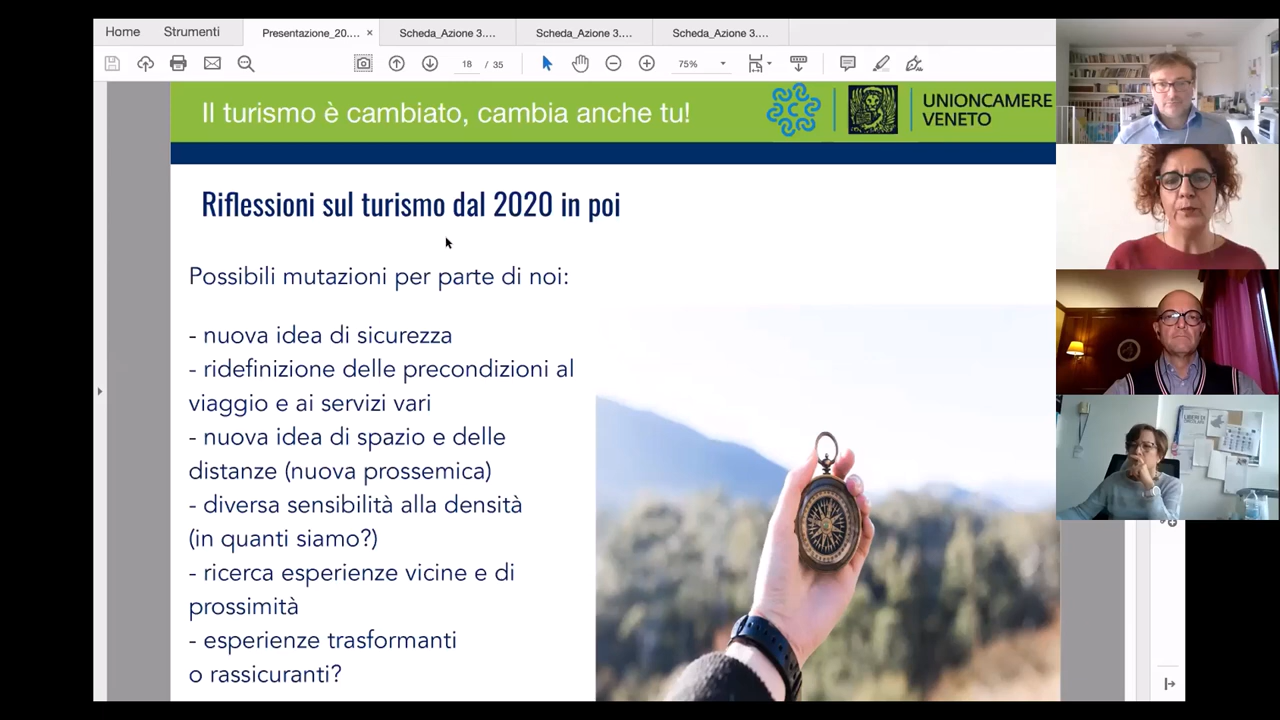 Home
Strumenti
Presentazione_20....
×
Scheda_Azione 3....
Scheda_Azione 3....
Scheda_Azione 3....
18 / 35
75%
Il turismo è cambiato, cambia anche tu!
UNIONCAMERE
VENETO
Riflessioni sul turismo dal 2020 in poi
Possibili mutazioni per parte di noi:
- nuova idea di sicurezza
- ridefinizione delle precondizioni al
viaggio e ai servizi vari
- nuova idea di spazio e delle
distanze (nuova prossemica)
- diversa sensibilità alla densità
(in quanti siamo?)
- ricerca esperienze vicine e di
prossimità
- esperienze trasformanti
o rassicuranti?